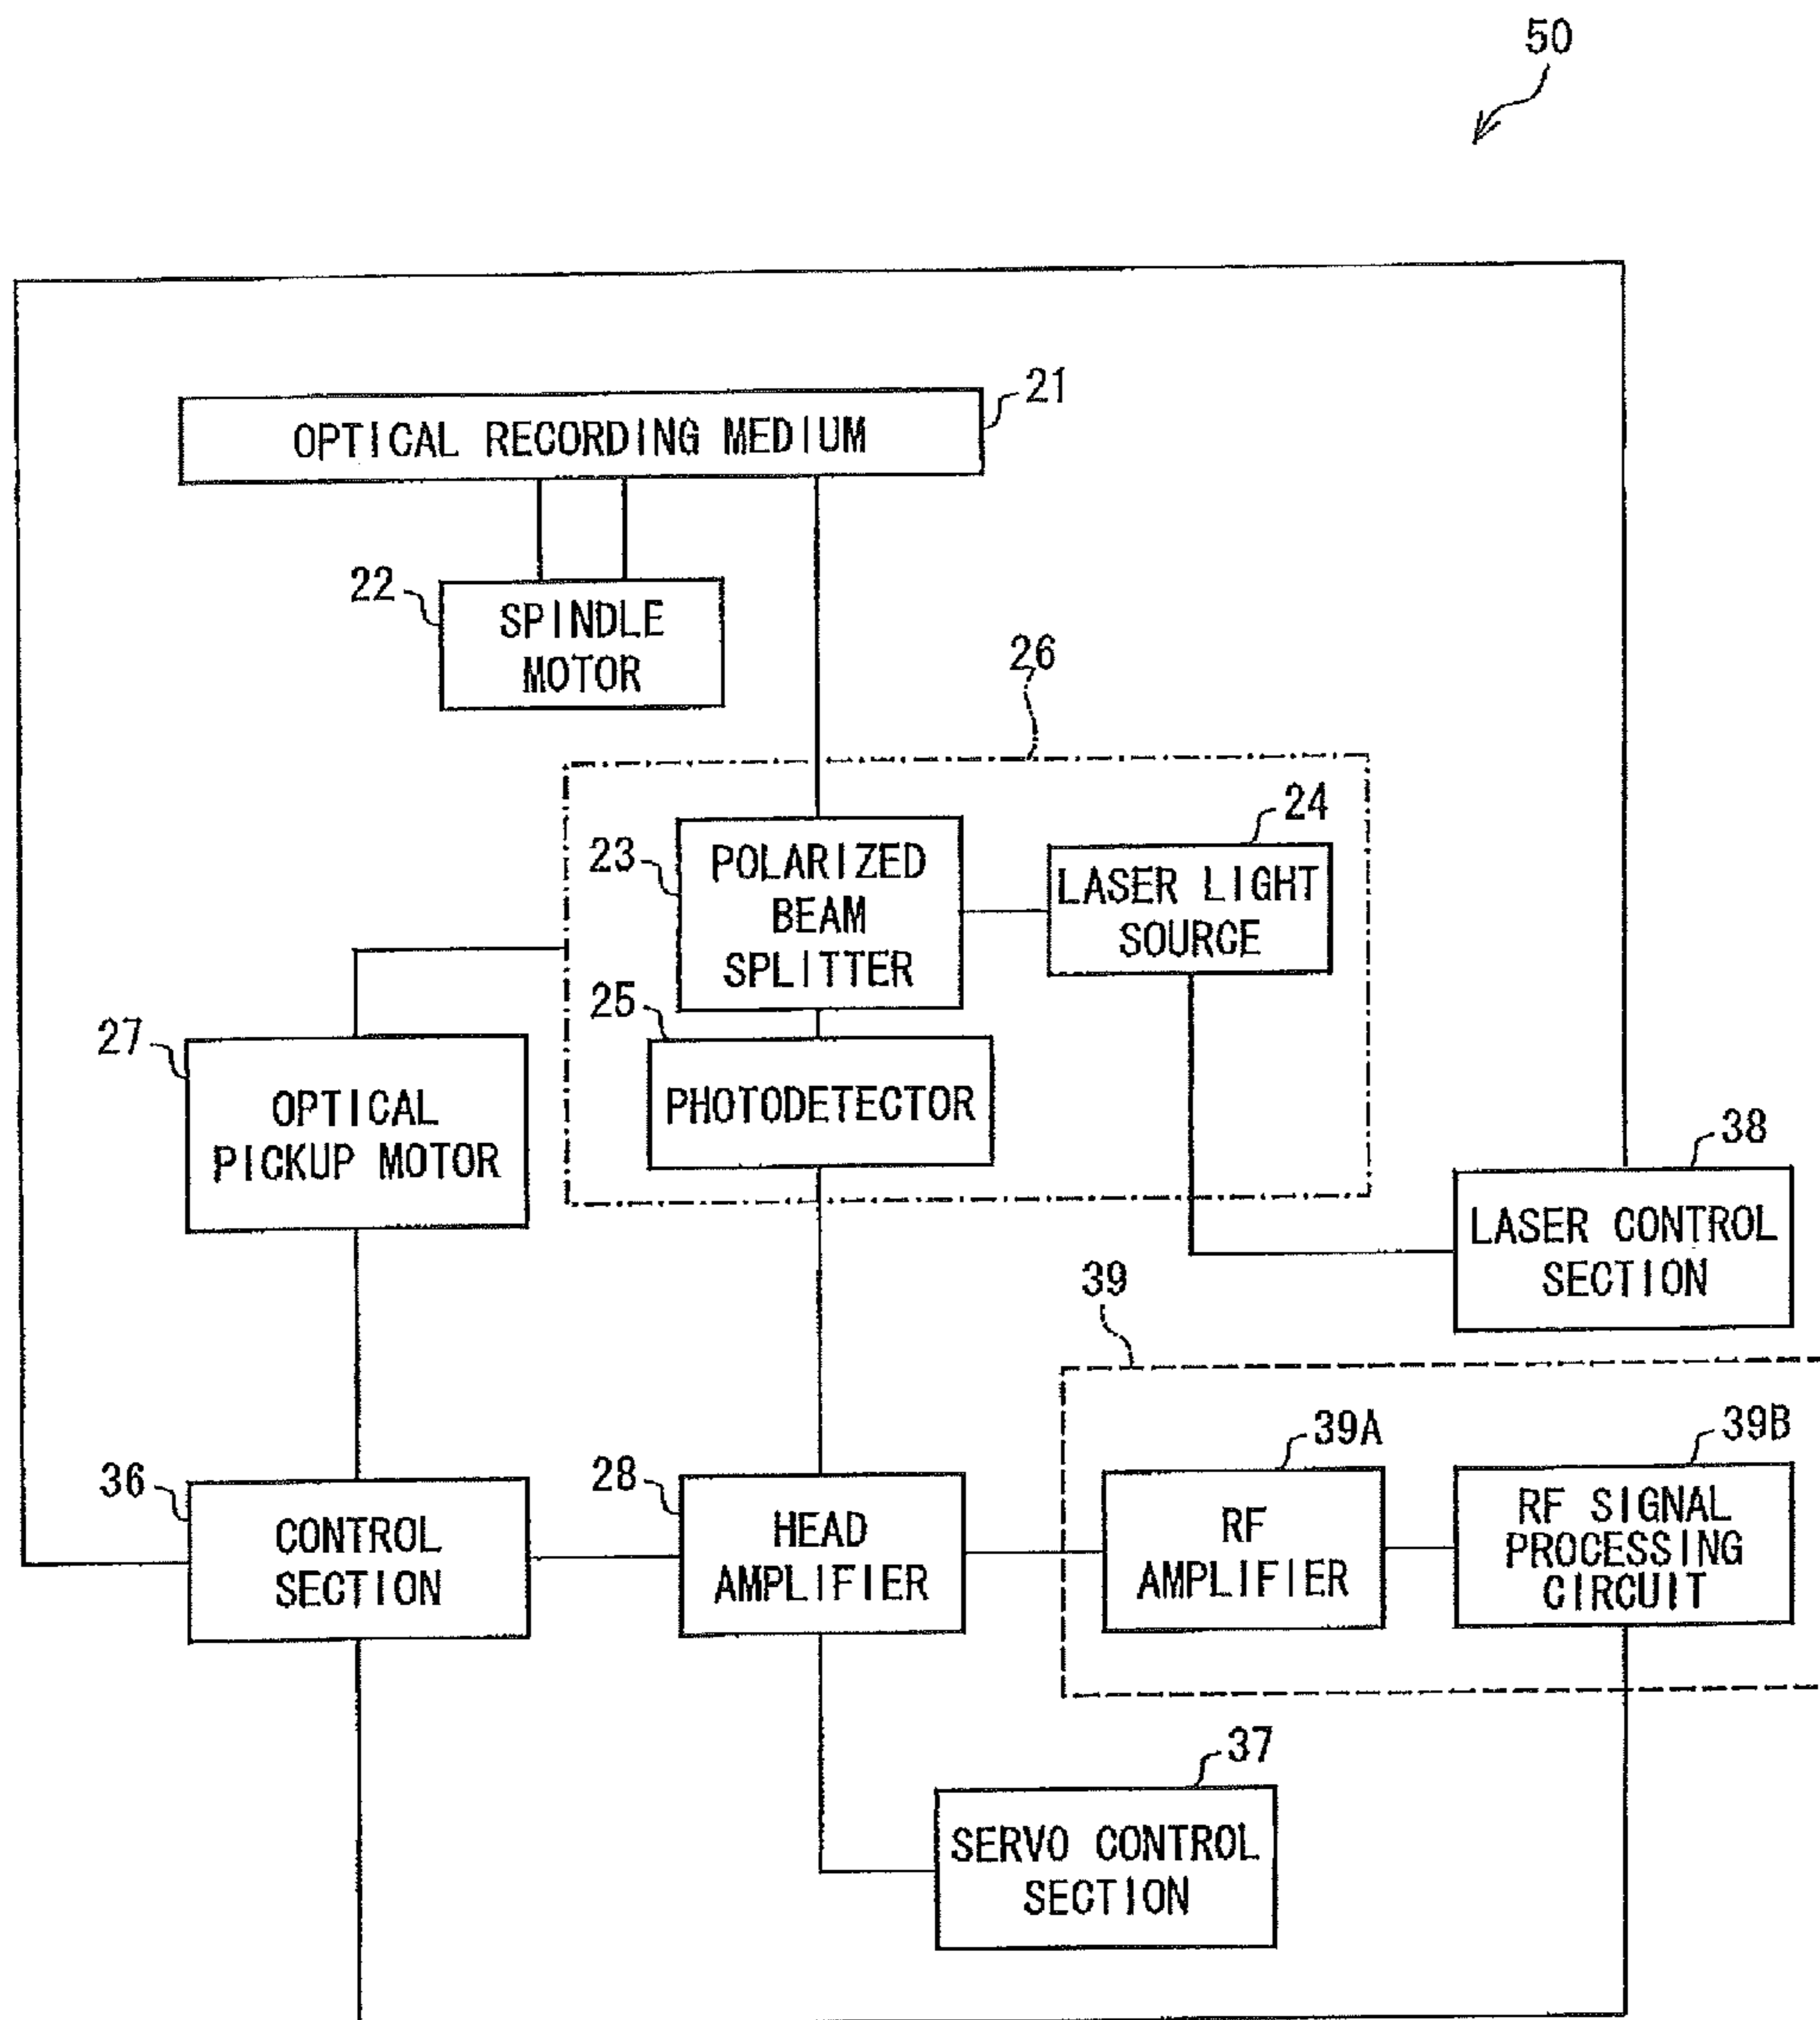 50
21
OPTICAL RECORDING MEDIUM
22
SPINDLE
MOTOR
26
24
23
POLARIZED
BEAM
SPLITTER
LASER LIGHT
SOURCE
25
27
PHOTODETECTOR
OPTICAL
PICKUP MOTOR
38
LASER CONTROL
SECTION
39
39A
39B
36
28
CONTROL
SECTION
HEAD
AMPLIFIER
RF
AMPLIFIER
RF SIGNAL
PROCESSING
CIRCUIT
37
SERVO CONTROL
SECTION